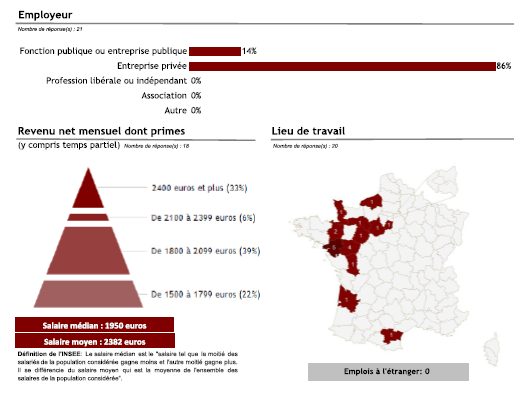 Employeur
Nombre de réponse(s) : 21
Fonction publique ou entreprise publique 14%
Entreprise privée 86%
Profession libérale ou indépendant 0%
Association 0%
Autre 0%
Revenu net mensuel dont primes
(y compris temps partiel) Nombre de réponse(s) : 18
2400 euros et plus (33%)
De 2100 à 2399 euros (6%)
De 1800 à 2099 euros (39%)
De 1500 à 1799 euros (22%)
Salaire médian : 1950 euros
Salaire moyen : 2382 euros
Définition de l'INSEE: Le salaire médian est le "salaire tel que la moitié des
salariés de la population considérée gagne moins et l'autre moitié gagne plus.
Il se différencie du salaire moyen qui est la moyenne de l'ensemble des
salaires de la population considérée".
Lieu de travail
Nombre de réponse(s) : 20
Emplois à l'étranger: 0